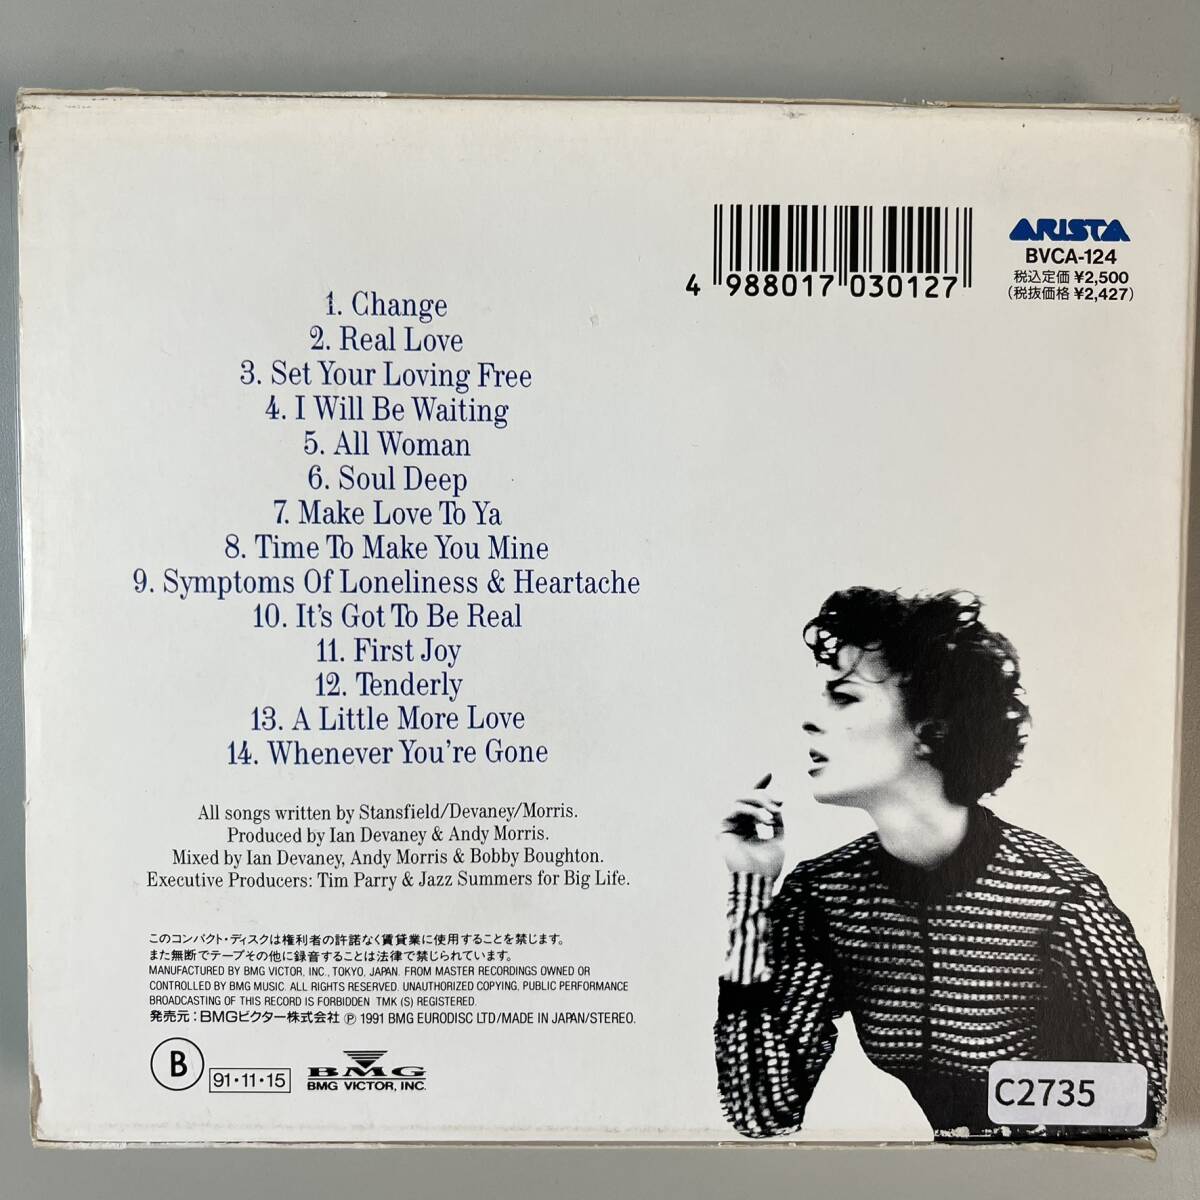 4 988017 030127
ARISTA
BVCA-124
税込定価 ¥2,500
(税抜価格 ¥2,427)
1. Change
2. Real Love
3. Set Your Loving Free
4. I Will Be Waiting
5. All Woman
6. Soul Deep
7. Make Love To Ya
8. Time To Make You Mine
9. Symptoms Of Loneliness & Heartache
10. It's Got To Be Real
11. First Joy
12. Tenderly
13. A Little More Love
14. Whenever You're Gone
All songs written by Stansfield/Devaney/Morris.
Produced by Ian Devaney & Andy Morris.
Mixed by Ian Devaney, Andy Morris & Bobby Boughton.
Executive Producers: Tim Parry & Jazz Summers for Big Life.
このコンパクト・ディスクは権利者の許諾なく賃貸業に使用することを禁じます。
また無断でテープその他に録音することは法律で禁じられています。
MANUFACTURED BY BMG VICTOR, INC., TOKYO, JAPAN. FROM MASTER RECORDINGS OWNED OR
CONTROLLED BY BMG MUSIC. ALL RIGHTS RESERVED. UNAUTHORIZED COPYING, PUBLIC PERFORMANCE
BROADCASTING OF THIS RECORD IS FORBIDDEN TMK (S) REGISTERED.
発売元:BMGビクター株式会社 Ⓟ 1991 BMG EURODISC LTD/MADE IN JAPAN/STEREO.
B
91・11・15
BMG
BMG VICTOR, INC.
C2735